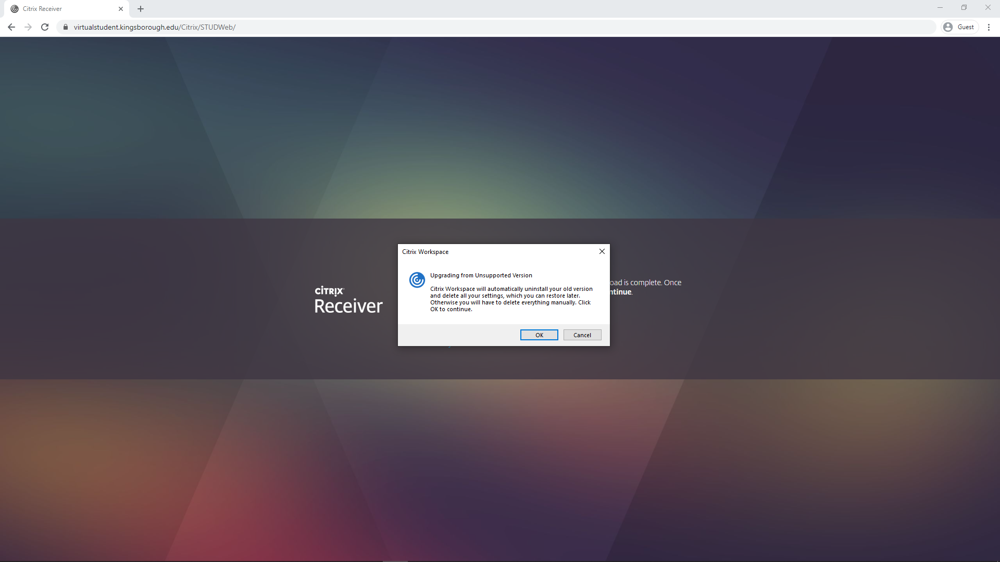 Citrix Receiver
virtualstudent.kingsborough.edu/Citrix/STUDWeb/
Guest
CITRIX
Receiver
Citrix Workspace
Upgrading from Unsupported Version
Citrix Workspace will automatically uninstall your old version
and delete all your settings, which you can restore later.
Otherwise you will have to delete everything manually. Click
OK to continue.
OK
Cancel
is complete. Once